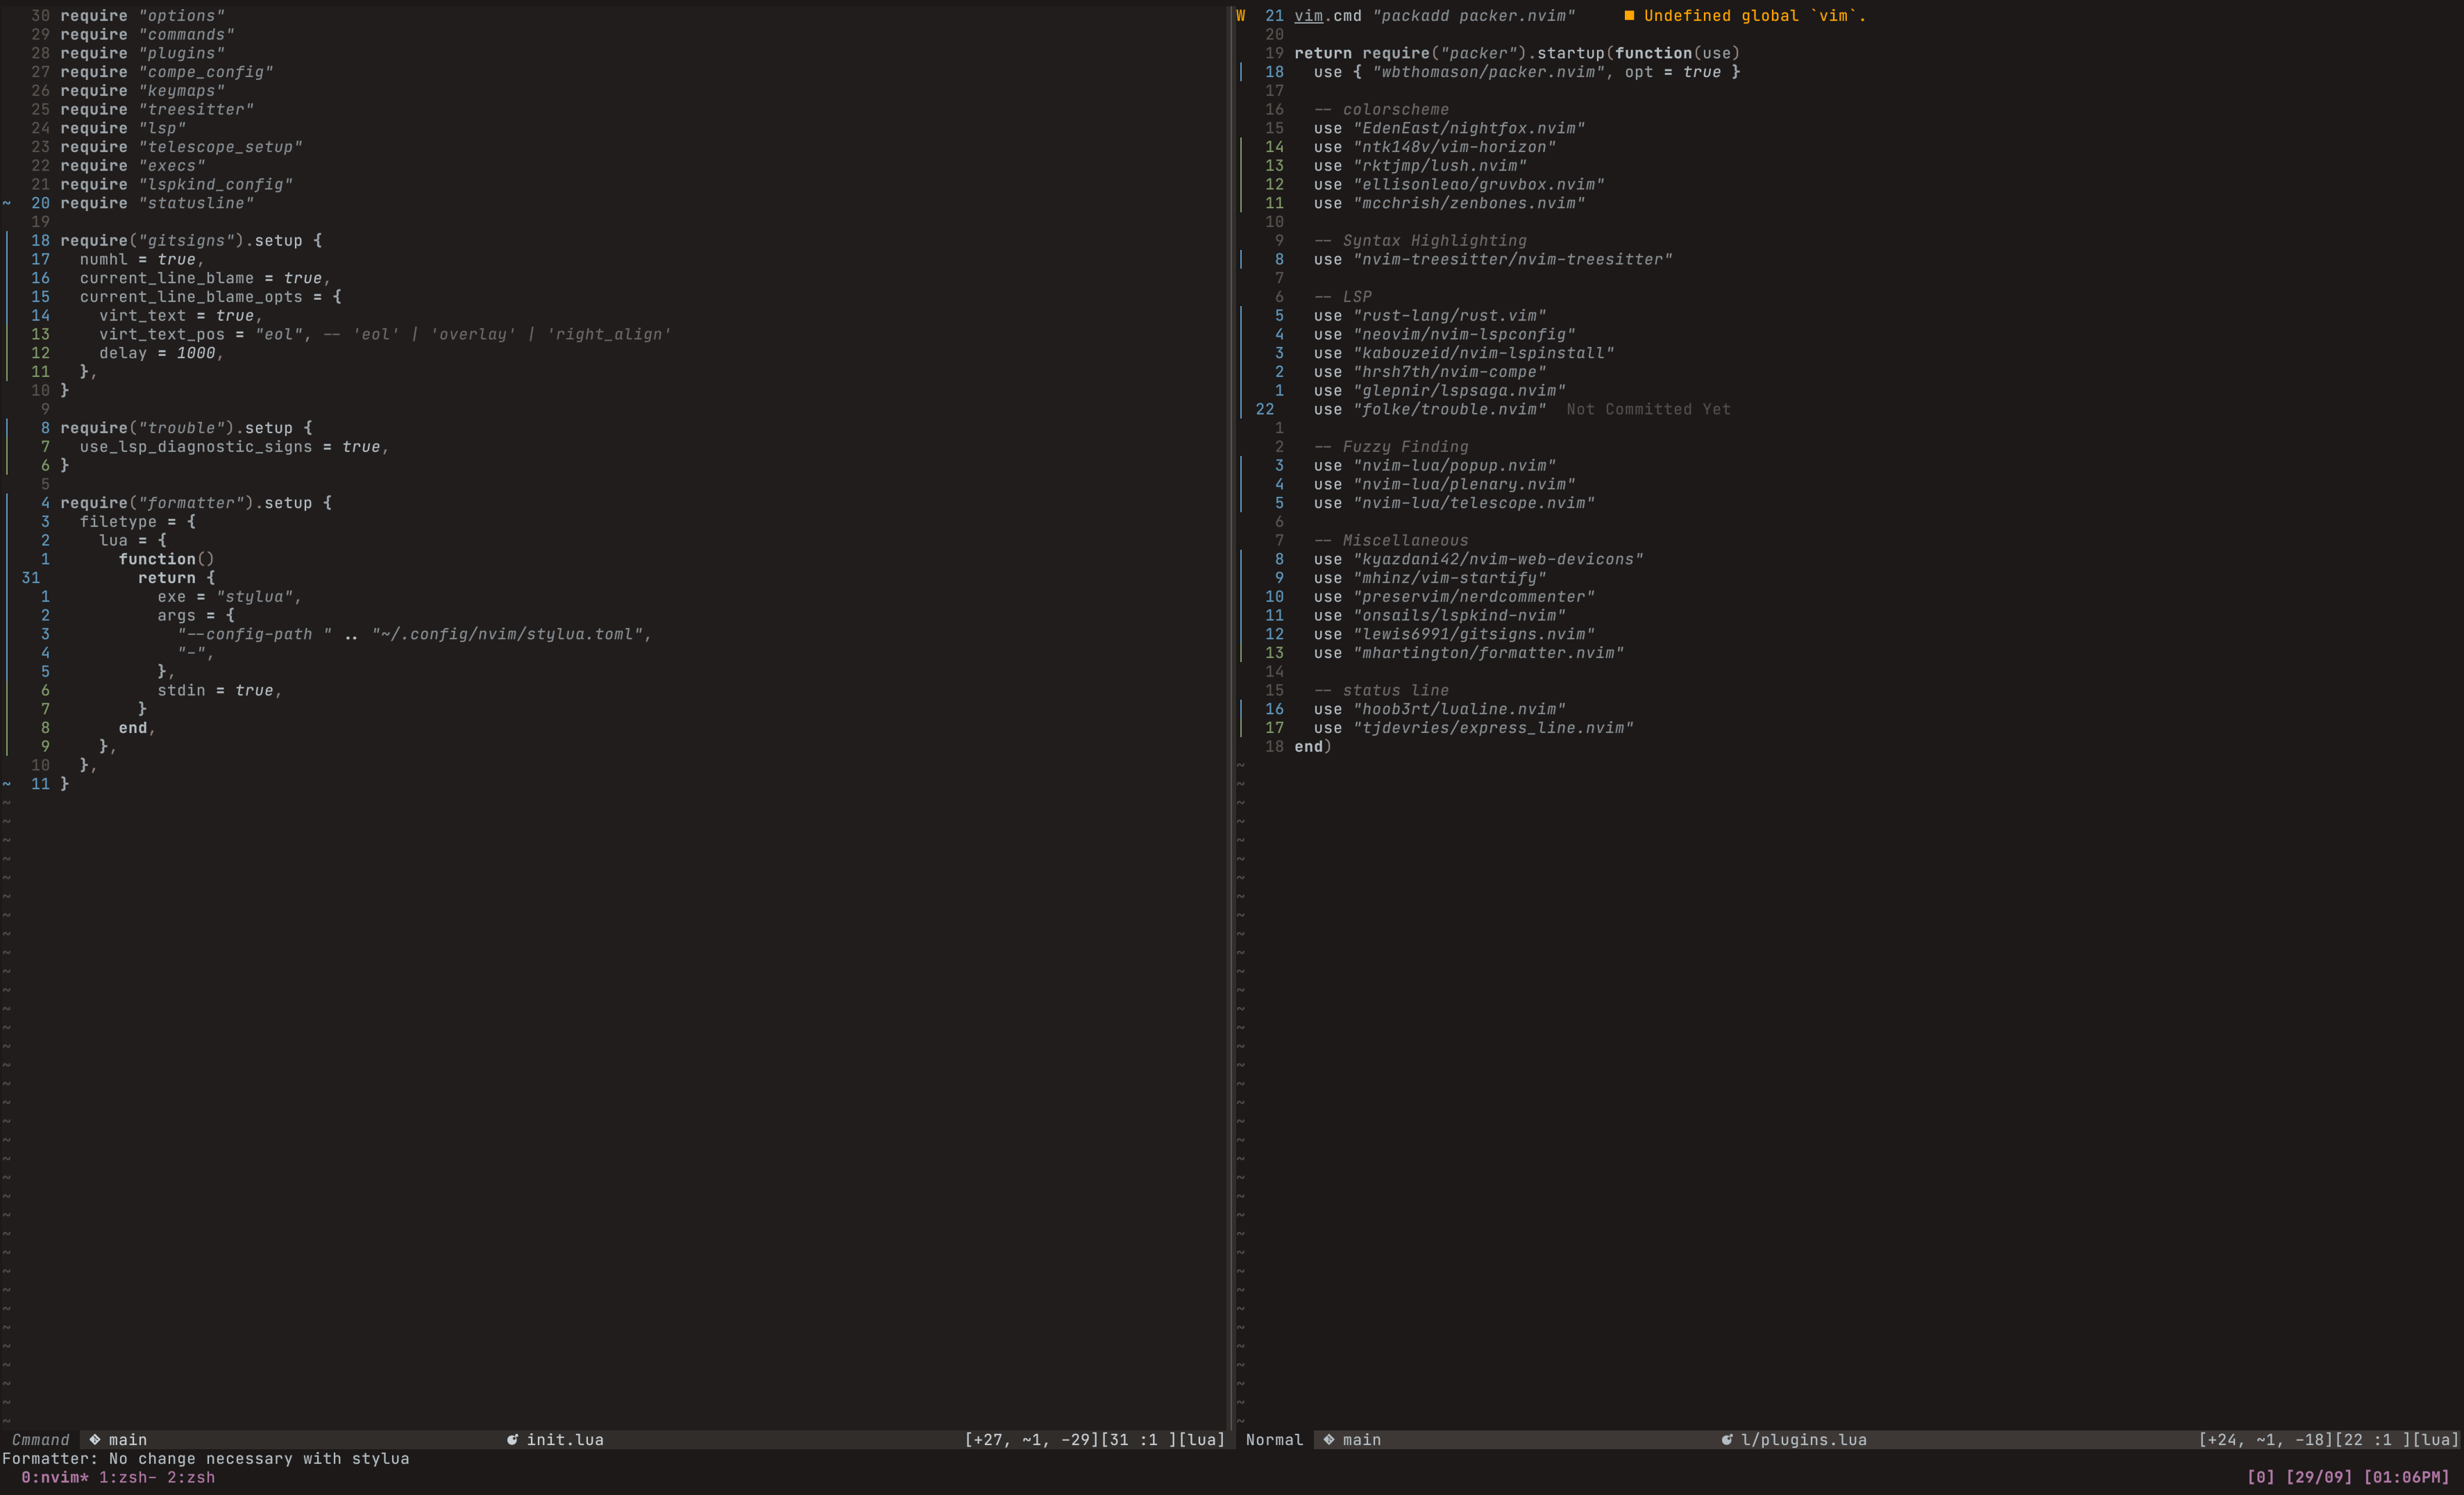 30 require "options"
29 require "commands"
28 require "plugins"
27 require "compe_config"
26 require "keymaps"
25 require "treesitter"
24 require "lsp"
23 require "telescope_setup"
22 require "execs"
21 require "lspkind_config"
~ 20 require "statusline"
19
18 require("gitsigns").setup {
17   numhl = true,
16   current_line_blame = true,
15   current_line_blame_opts = {
14     virt_text = true,
13     virt_text_pos = "eol", -- 'eol' | 'overlay' | 'right_align'
12     delay = 1000,
11   },
10 }
9
8 require("trouble").setup {
7   use_lsp_diagnostic_signs = true,
6 }
5
4 require("formatter").setup {
3   filetype = {
2     lua = {
1       function()
31         return {
1           exe = "stylua",
2           args = {
3             "--config-path " .. "~/.config/nvim/stylua.toml",
4             "-",
5           },
6           stdin = true,
7         }
8       end,
9     },
10   },
~ 11 }
Cmmand main init.lua [+27, ~1, -29][31 :1 ][lua]
W 21 vim.cmd "packadd packer.nvim" ■ Undefined global `vim`.
20
19 return require("packer").startup(function(use)
18   use { "wbthomason/packer.nvim", opt = true }
17
16   -- colorscheme
15   use "EdenEast/nightfox.nvim"
14   use "ntk148v/vim-horizon"
13   use "rktjmp/lush.nvim"
12   use "ellisonleao/gruvbox.nvim"
11   use "mcchrish/zenbones.nvim"
10
9   -- Syntax Highlighting
8   use "nvim-treesitter/nvim-treesitter"
7
6   -- LSP
5   use "rust-lang/rust.vim"
4   use "neovim/nvim-lspconfig"
3   use "kabouzeid/nvim-lspinstall"
2   use "hrsh7th/nvim-compe"
1   use "glepnir/lspsaga.nvim"
22   use "folke/trouble.nvim"  Not Committed Yet
1
2   -- Fuzzy Finding
3   use "nvim-lua/popup.nvim"
4   use "nvim-lua/plenary.nvim"
5   use "nvim-lua/telescope.nvim"
6
7   -- Miscellaneous
8   use "kyazdani42/nvim-web-devicons"
9   use "mhinz/vim-startify"
10   use "preservim/nerdcommenter"
11   use "onsails/lspkind-nvim"
12   use "lewis6991/gitsigns.nvim"
13   use "mhartington/formatter.nvim"
14
15   -- status line
16   use "hoob3rt/lualine.nvim"
17   use "tjdevries/express_line.nvim"
18 end)
Normal main l/plugins.lua [+24, ~1, -18][22 :1 ][lua]
Formatter: No change necessary with stylua
0:nvim* 1:zsh- 2:zsh [0] [29/09] [01:06PM]